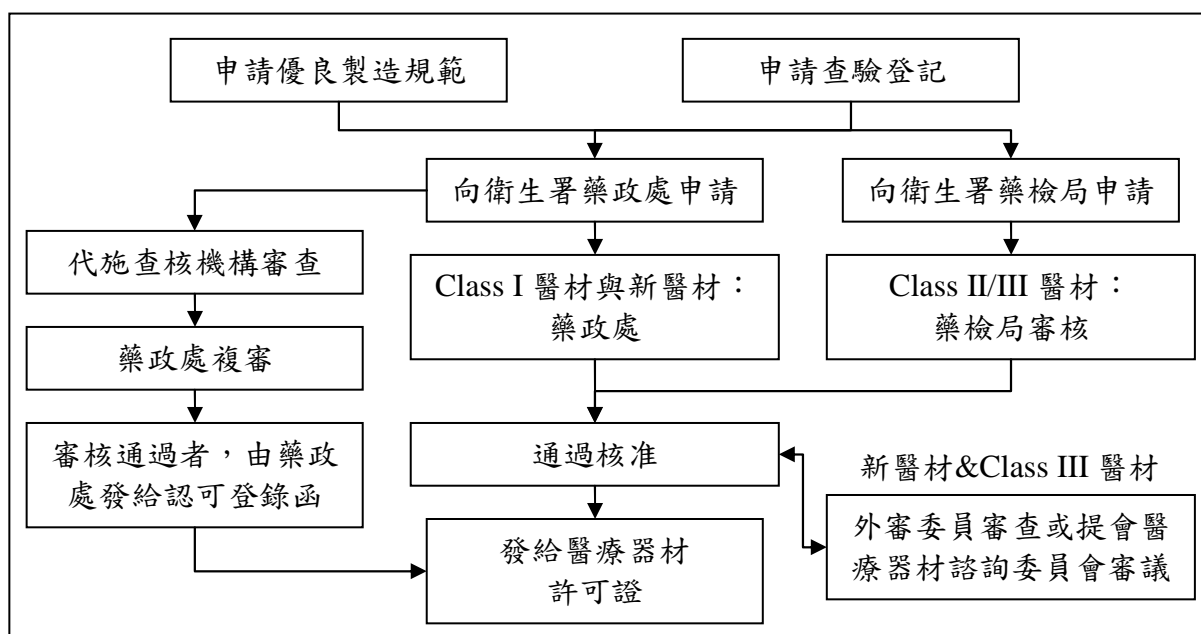 申請優良製造規範
申請查驗登記
向衛生署藥政處申請
向衛生署藥檢局申請
代施查核機構審查
Class I 醫材與新醫材：
藥政處
Class II/III 醫材：
藥檢局審核
藥政處複審
審核通過者，由藥政
處發給認可登錄函
通過核准
新醫材&Class III 醫材
外審委員審查或提會醫
療器材諮詢委員會審議
發給醫療器材
許可證